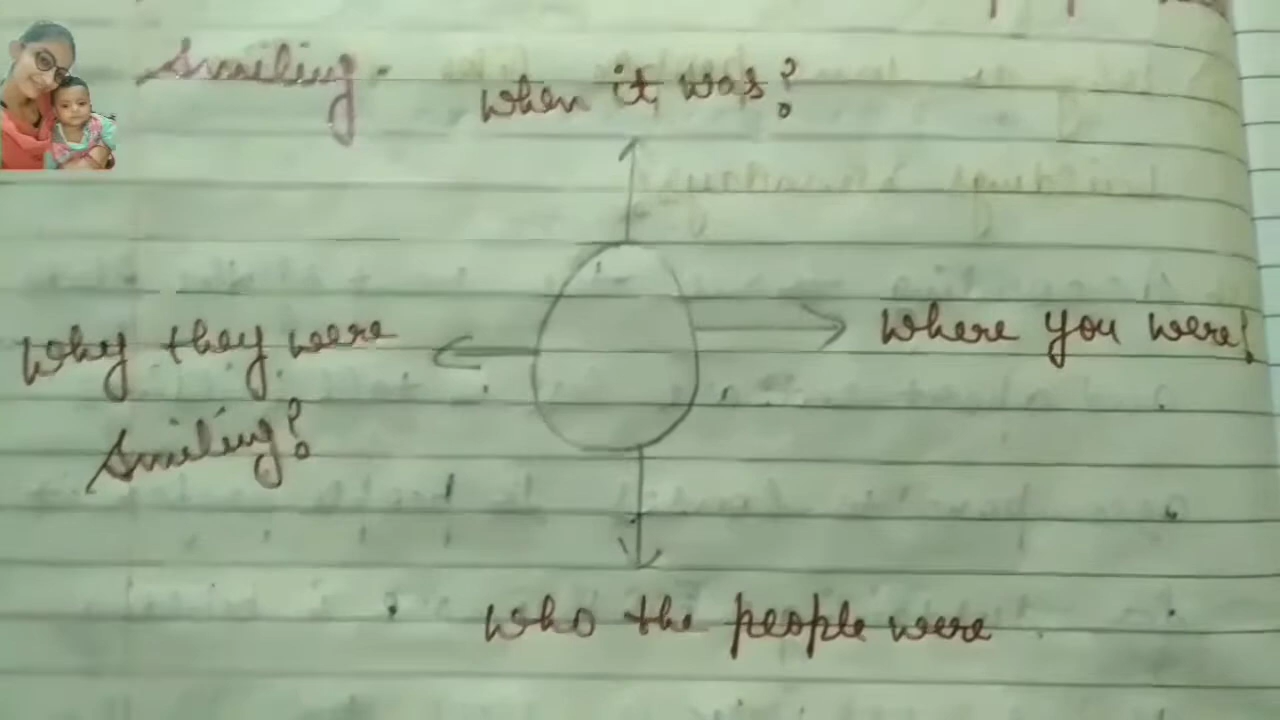 Smiling.
When it was?
Where you were?
Why they were
Smiling?
Who the people were.